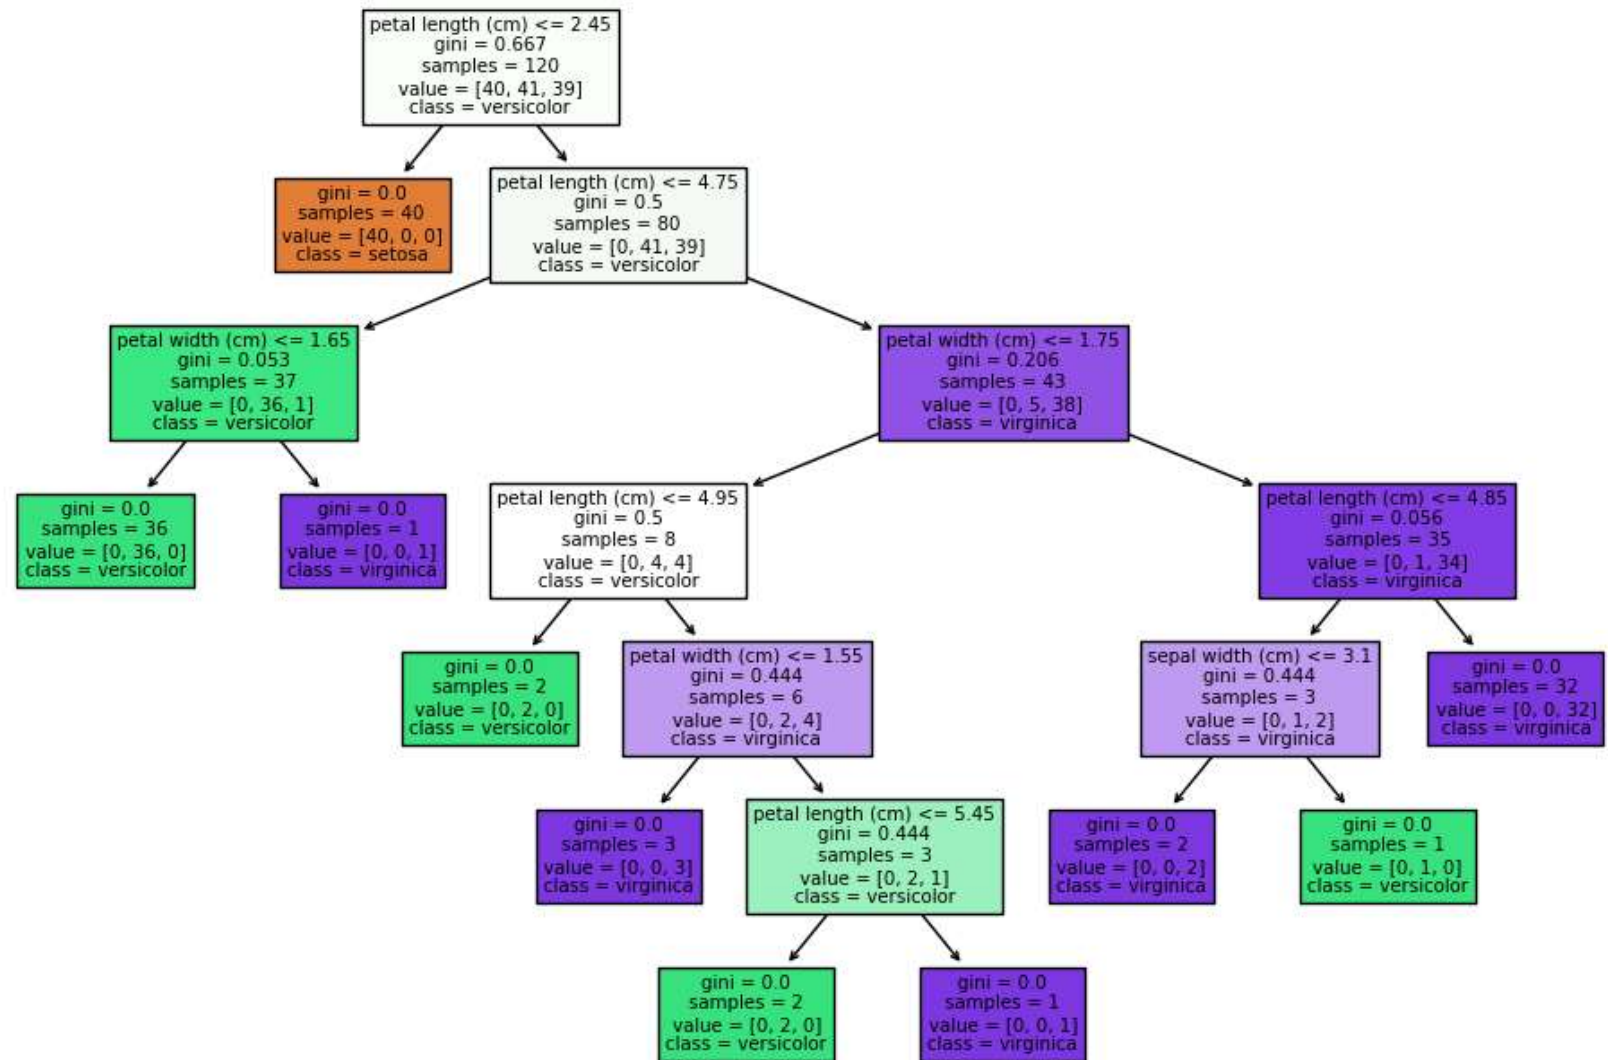 petal length (cm) <= 2.45
gini = 0.667
samples = 120
value = [40, 41, 39]
class = versicolor
gini = 0.0
samples = 40
value = [40, 0, 0]
class = setosa
petal length (cm) <= 4.75
gini = 0.5
samples = 80
value = [0, 41, 39]
class = versicolor
petal width (cm) <= 1.65
gini = 0.053
samples = 37
value = [0, 36, 1]
class = versicolor
petal width (cm) <= 1.75
gini = 0.206
samples = 43
value = [0, 5, 38]
class = virginica
gini = 0.0
samples = 36
value = [0, 36, 0]
class = versicolor
gini = 0.0
samples = 1
value = [0, 0, 1]
class = virginica
petal length (cm) <= 4.95
gini = 0.5
samples = 8
value = [0, 4, 4]
class = versicolor
petal length (cm) <= 4.85
gini = 0.056
samples = 35
value = [0, 1, 34]
class = virginica
gini = 0.0
samples = 2
value = [0, 2, 0]
class = versicolor
petal width (cm) <= 1.55
gini = 0.444
samples = 6
value = [0, 2, 4]
class = virginica
sepal width (cm) <= 3.1
gini = 0.444
samples = 3
value = [0, 1, 2]
class = virginica
gini = 0.0
samples = 32
value = [0, 0, 32]
class = virginica
gini = 0.0
samples = 3
value = [0, 0, 3]
class = virginica
petal length (cm) <= 5.45
gini = 0.444
samples = 3
value = [0, 2, 1]
class = versicolor
gini = 0.0
samples = 2
value = [0, 0, 2]
class = virginica
gini = 0.0
samples = 1
value = [0, 1, 0]
class = versicolor
gini = 0.0
samples = 2
value = [0, 2, 0]
class = versicolor
gini = 0.0
samples = 1
value = [0, 0, 1]
class = virginica